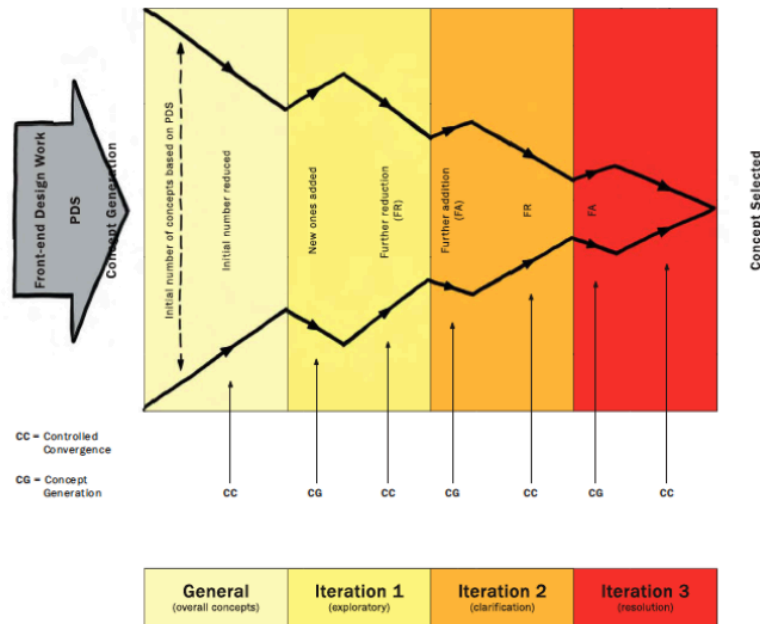 Front-end Design Work
PDS
Concept Generation
Initial number of concepts based on PDS
Initial number reduced
New ones added
Further reduction
(FR)
Further addition
(FA)
FR
FA
Concept Selected
CC = Controlled
Convergence
CG = Concept
Generation
CC
CG
CC
CG
CC
CG
CC
General
(overall concepts)
Iteration 1
(exploratory)
Iteration 2
(clarification)
Iteration 3
(resolution)